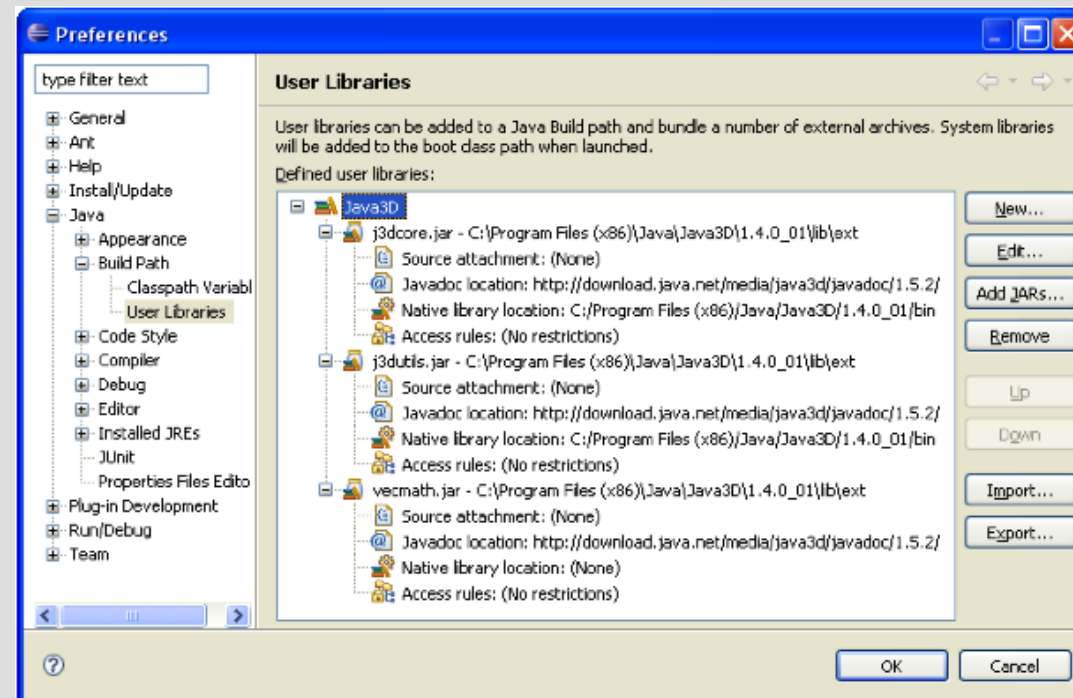 Preferences
type filter text
General
Ant
Help
Install/Update
Java
Appearance
Build Path
Classpath Variabl
User Libraries
Code Style
Compiler
Debug
Editor
Installed JREs
JUnit
Properties Files Edito
Plug-in Development
Run/Debug
Team
User Libraries
User libraries can be added to a Java Build path and bundle a number of external archives. System libraries
will be added to the boot class path when launched.
Defined user libraries:
Java3D
j3dcore.jar - C:\Program Files (x86)\Java\Java3D\1.4.0_01\lib\ext
Source attachment: (None)
Javadoc location: http://download.java.net/media/java3d/javadoc/1.5.2/
Native library location: C:/Program Files (x86)/Java/Java3D/1.4.0_01/bin
Access rules: (No restrictions)
j3dutils.jar - C:\Program Files (x86)\Java\Java3D\1.4.0_01\lib\ext
Source attachment: (None)
Javadoc location: http://download.java.net/media/java3d/javadoc/1.5.2/
Native library location: C:/Program Files (x86)/Java/Java3D/1.4.0_01/bin
Access rules: (No restrictions)
vecmath.jar - C:\Program Files (x86)\Java\Java3D\1.4.0_01\lib\ext
Source attachment: (None)
Javadoc location: http://download.java.net/media/java3d/javadoc/1.5.2/
Native library location: (None)
Access rules: (No restrictions)
New...
Edit...
Add JARs...
Remove
Up
Down
Import...
Export...
?
OK
Cancel